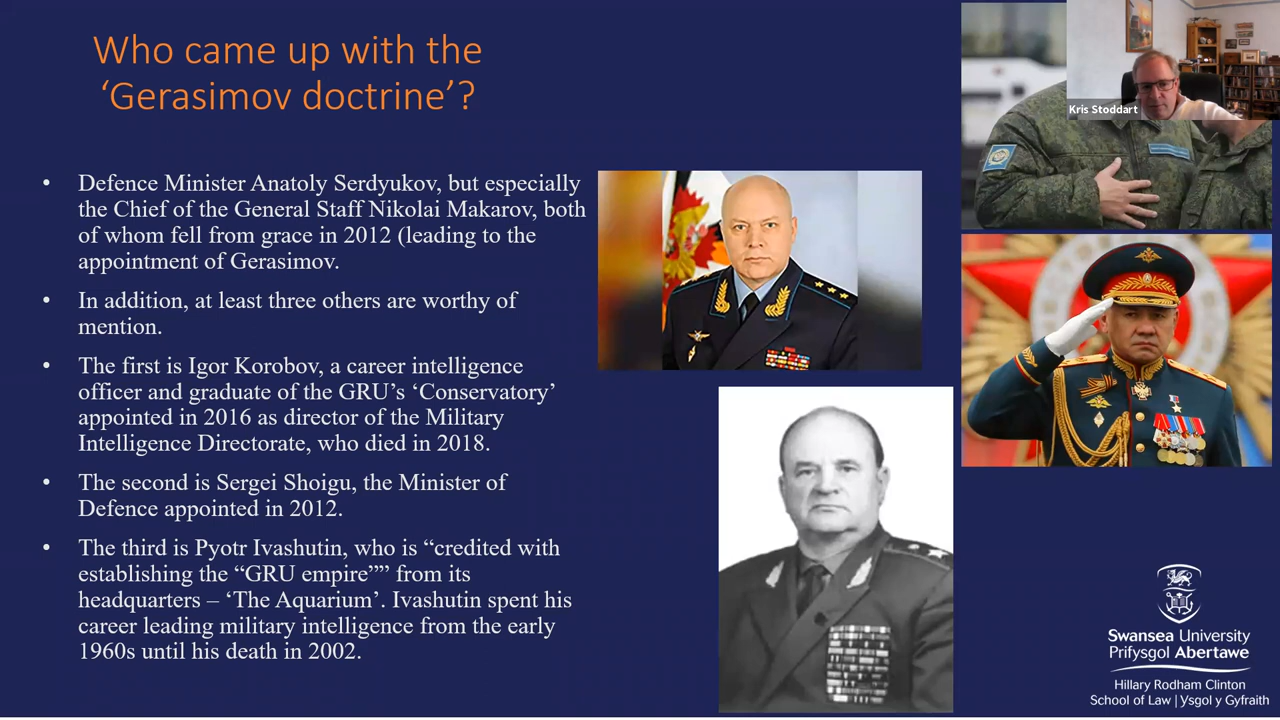 Who came up with the
‘Gerasimov doctrine’?
• Defence Minister Anatoly Serdyukov, but especially
the Chief of the General Staff Nikolai Makarov, both
of whom fell from grace in 2012 (leading to the
appointment of Gerasimov.
• In addition, at least three others are worthy of
mention.
• The first is Igor Korobov, a career intelligence
officer and graduate of the GRU’s ‘Conservatory’
appointed in 2016 as director of the Military
Intelligence Directorate, who died in 2018.
• The second is Sergei Shoigu, the Minister of
Defence appointed in 2012.
• The third is Pyotr Ivashutin, who is “credited with
establishing the “GRU empire”” from its
headquarters – ‘The Aquarium’. Ivashutin spent his
career leading military intelligence from the early
1960s until his death in 2002.
Kris Stoddart
Swansea University
Prifysgol Abertawe
Hillary Rodham Clinton
School of Law | Ysgol y Gyfraith